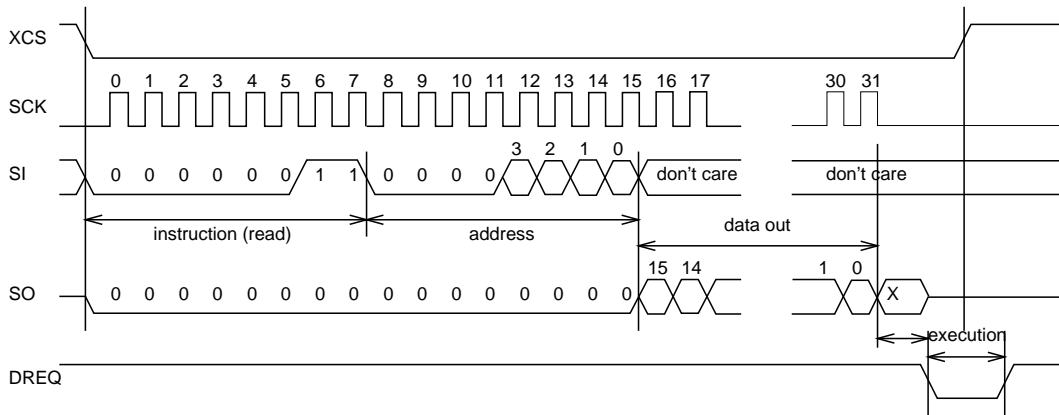 XCS
0 1 2 3 4 5 6 7 8 9 10 11 12 13 14 15 16 17 30 31
SCK
3 2 1 0
SI 0 0 0 0 0 0 1 1 0 0 0 0 don't care don't care
instruction (read) address data out
15 14 1 0
SO 0 0 0 0 0 0 0 0 0 0 0 0 0 0 0 0 X
execution
DREQ